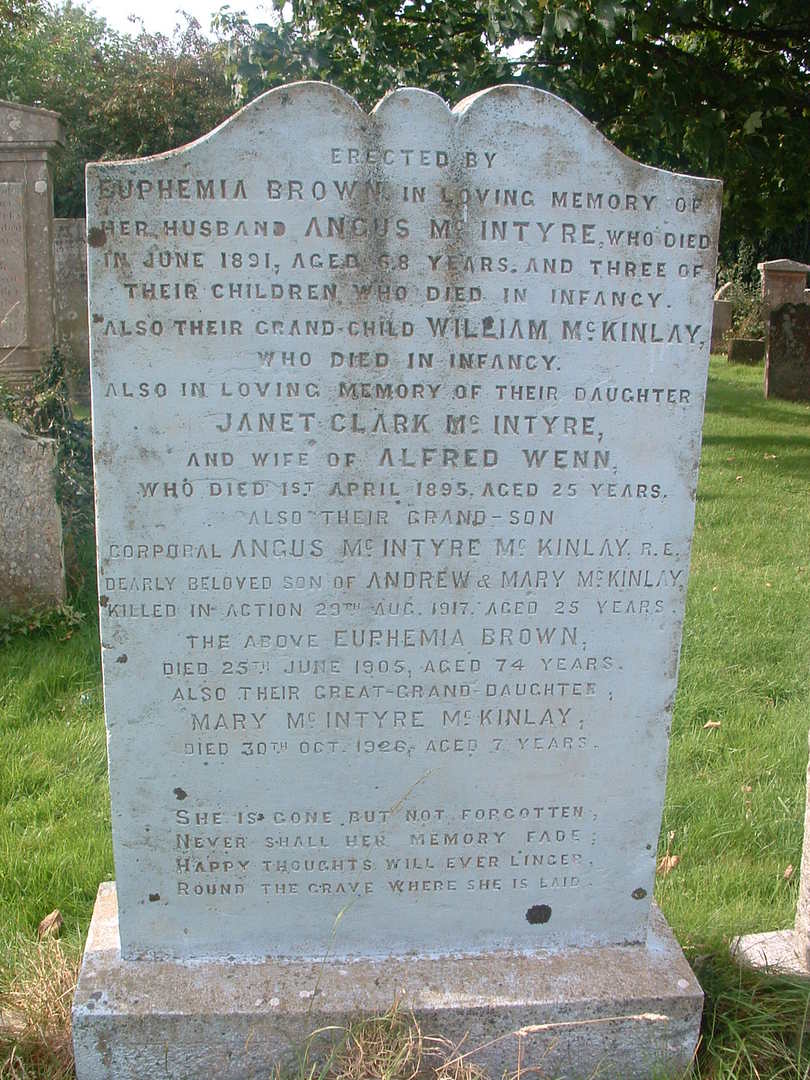 ERECTED BY
EUPHEMIA BROWN, IN LOVING MEMORY OF
HER HUSBAND ANGUS Mc INTYRE, WHO DIED
IN JUNE 1891, AGED 68 YEARS. AND THREE OF
THEIR CHILDREN WHO DIED IN INFANCY.
ALSO THEIR GRAND-CHILD WILLIAM McKINLAY,
WHO DIED IN INFANCY.
ALSO IN LOVING MEMORY OF THEIR DAUGHTER
JANET CLARK Mc INTYRE,
AND WIFE OF ALFRED WENN,
WHO DIED 1ST APRIL 1895, AGED 25 YEARS.
ALSO THEIR GRAND-SON
CORPORAL ANGUS McINTYRE Mc KINLAY, R.E.
DEARLY BELOVED SON OF ANDREW & MARY McKINLAY
KILLED IN ACTION 29TH AUG. 1917, AGED 25 YEARS.
THE ABOVE EUPHEMIA BROWN,
DIED 25TH JUNE 1905, AGED 74 YEARS.
ALSO THEIR GREAT-GRAND-DAUGHTER,
MARY McINTYRE McKINLAY,
DIED 30TH OCT. 1926, AGED 7 YEARS.
SHE IS GONE BUT NOT FORGOTTEN,
NEVER SHALL HER MEMORY FADE;
HAPPY THOUGHTS WILL EVER LINGER,
ROUND THE GRAVE WHERE SHE IS LAID.